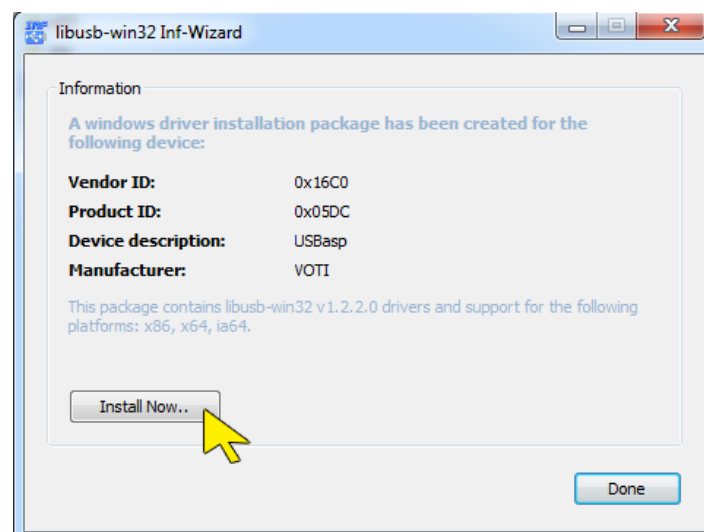 libusb-win32 Inf-Wizard
Information
A windows driver installation package has been created for the
following device:
Vendor ID: 0x16C0
Product ID: 0x05DC
Device description: USBasp
Manufacturer: VOTI
This package contains libusb-win32 v1.2.2.0 drivers and support for the following
platforms: x86, x64, ia64.
Install Now..
Done